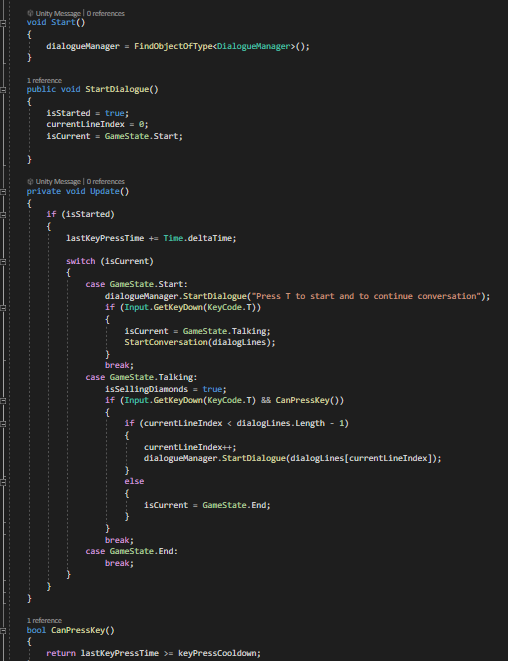 Unity Message | 0 references
void Start()
{
dialogueManager = FindObjectOfType<DialogueManager>();
}
1 reference
public void StartDialogue()
{
isStarted = true;
currentLineIndex = 0;
isCurrent = GameState.Start;
}
Unity Message | 0 references
private void Update()
{
if (isStarted)
{
lastKeyPressTime += Time.deltaTime;
switch (isCurrent)
{
case GameState.Start:
dialogueManager.StartDialogue("Press T to start and to continue conversation");
if (Input.GetKeyDown(KeyCode.T))
{
isCurrent = GameState.Talking;
StartConversation(dialogLines);
}
break;
case GameState.Talking:
isSellingDiamonds = true;
if (Input.GetKeyDown(KeyCode.T) && CanPressKey())
{
if (currentLineIndex < dialogLines.Length - 1)
{
currentLineIndex++;
dialogueManager.StartDialogue(dialogLines[currentLineIndex]);
}
else
{
isCurrent = GameState.End;
}
}
break;
case GameState.End:
break;
}
}
}
1 reference
bool CanPressKey()
{
return lastKeyPressTime >= keyPressCooldown;